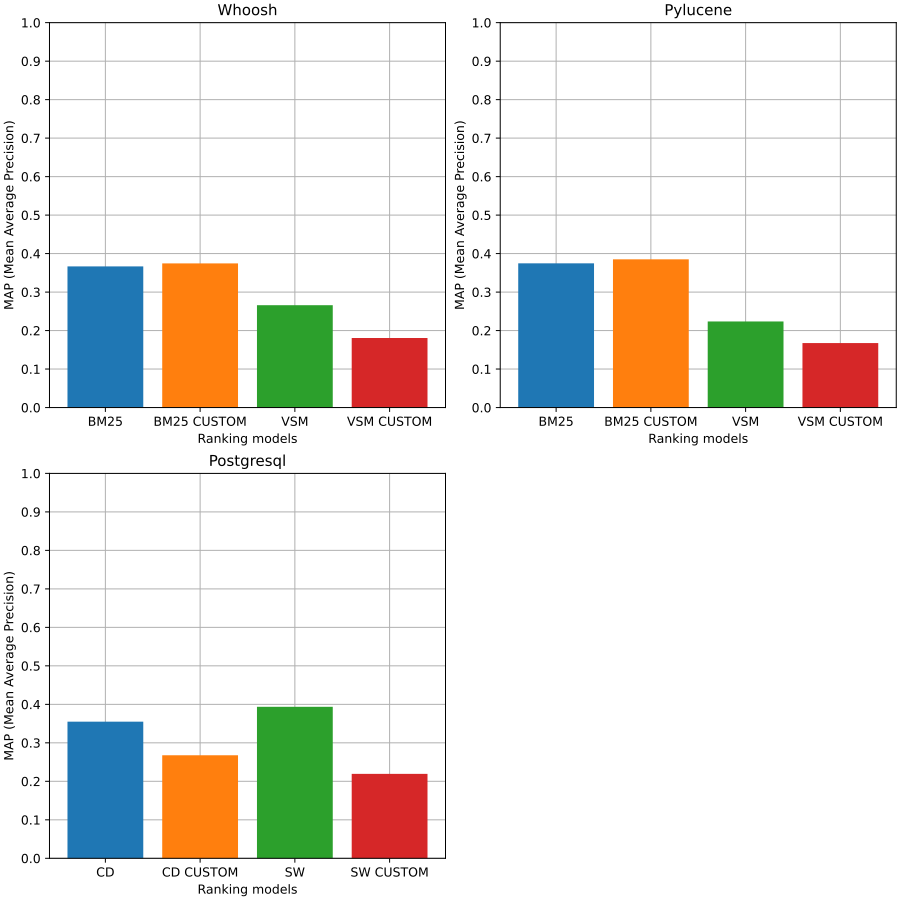 Whoosh
MAP (Mean Average Precision)
1.0
0.9
0.8
0.7
0.6
0.5
0.4
0.3
0.2
0.1
0.0
BM25 BM25 CUSTOM VSM VSM CUSTOM
Ranking models
Pylucene
MAP (Mean Average Precision)
1.0
0.9
0.8
0.7
0.6
0.5
0.4
0.3
0.2
0.1
0.0
BM25 BM25 CUSTOM VSM VSM CUSTOM
Ranking models
Postgresql
MAP (Mean Average Precision)
1.0
0.9
0.8
0.7
0.6
0.5
0.4
0.3
0.2
0.1
0.0
CD CD CUSTOM SW SW CUSTOM
Ranking models